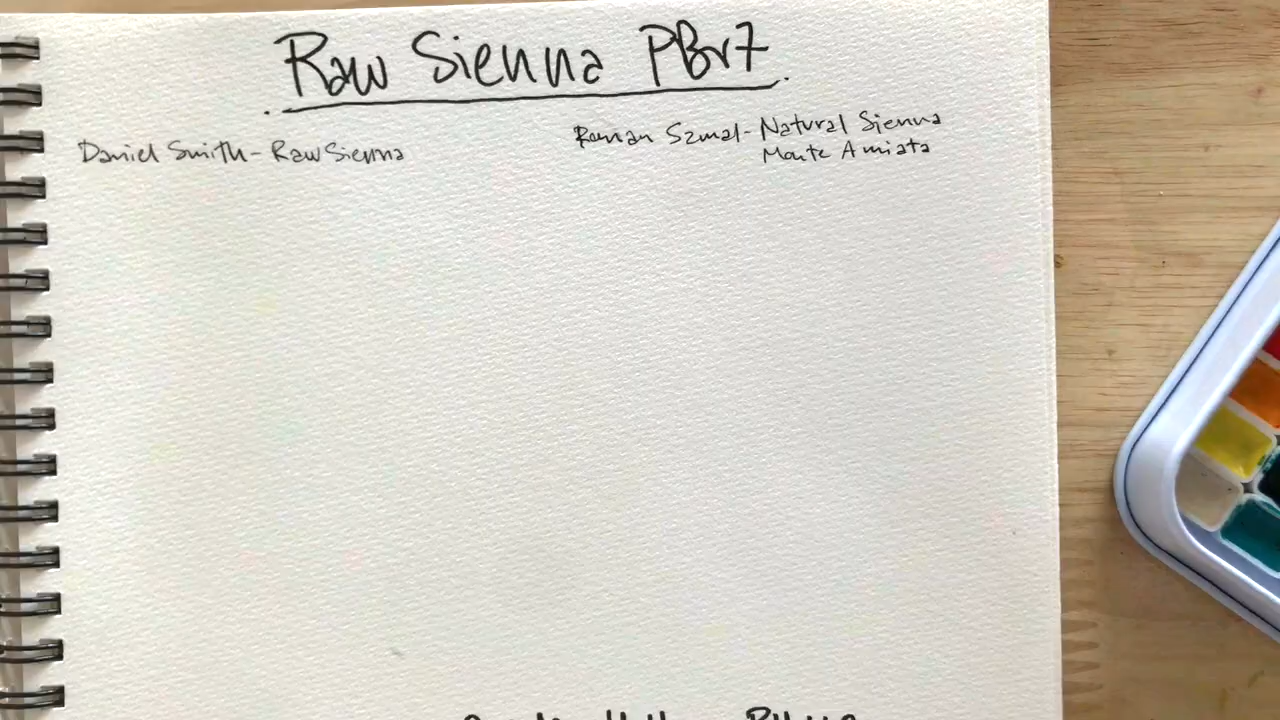 Raw Sienna PBr7
Daniel Smith - Raw Sienna
Roman Szmal - Natural Sienna
Monte Amiata